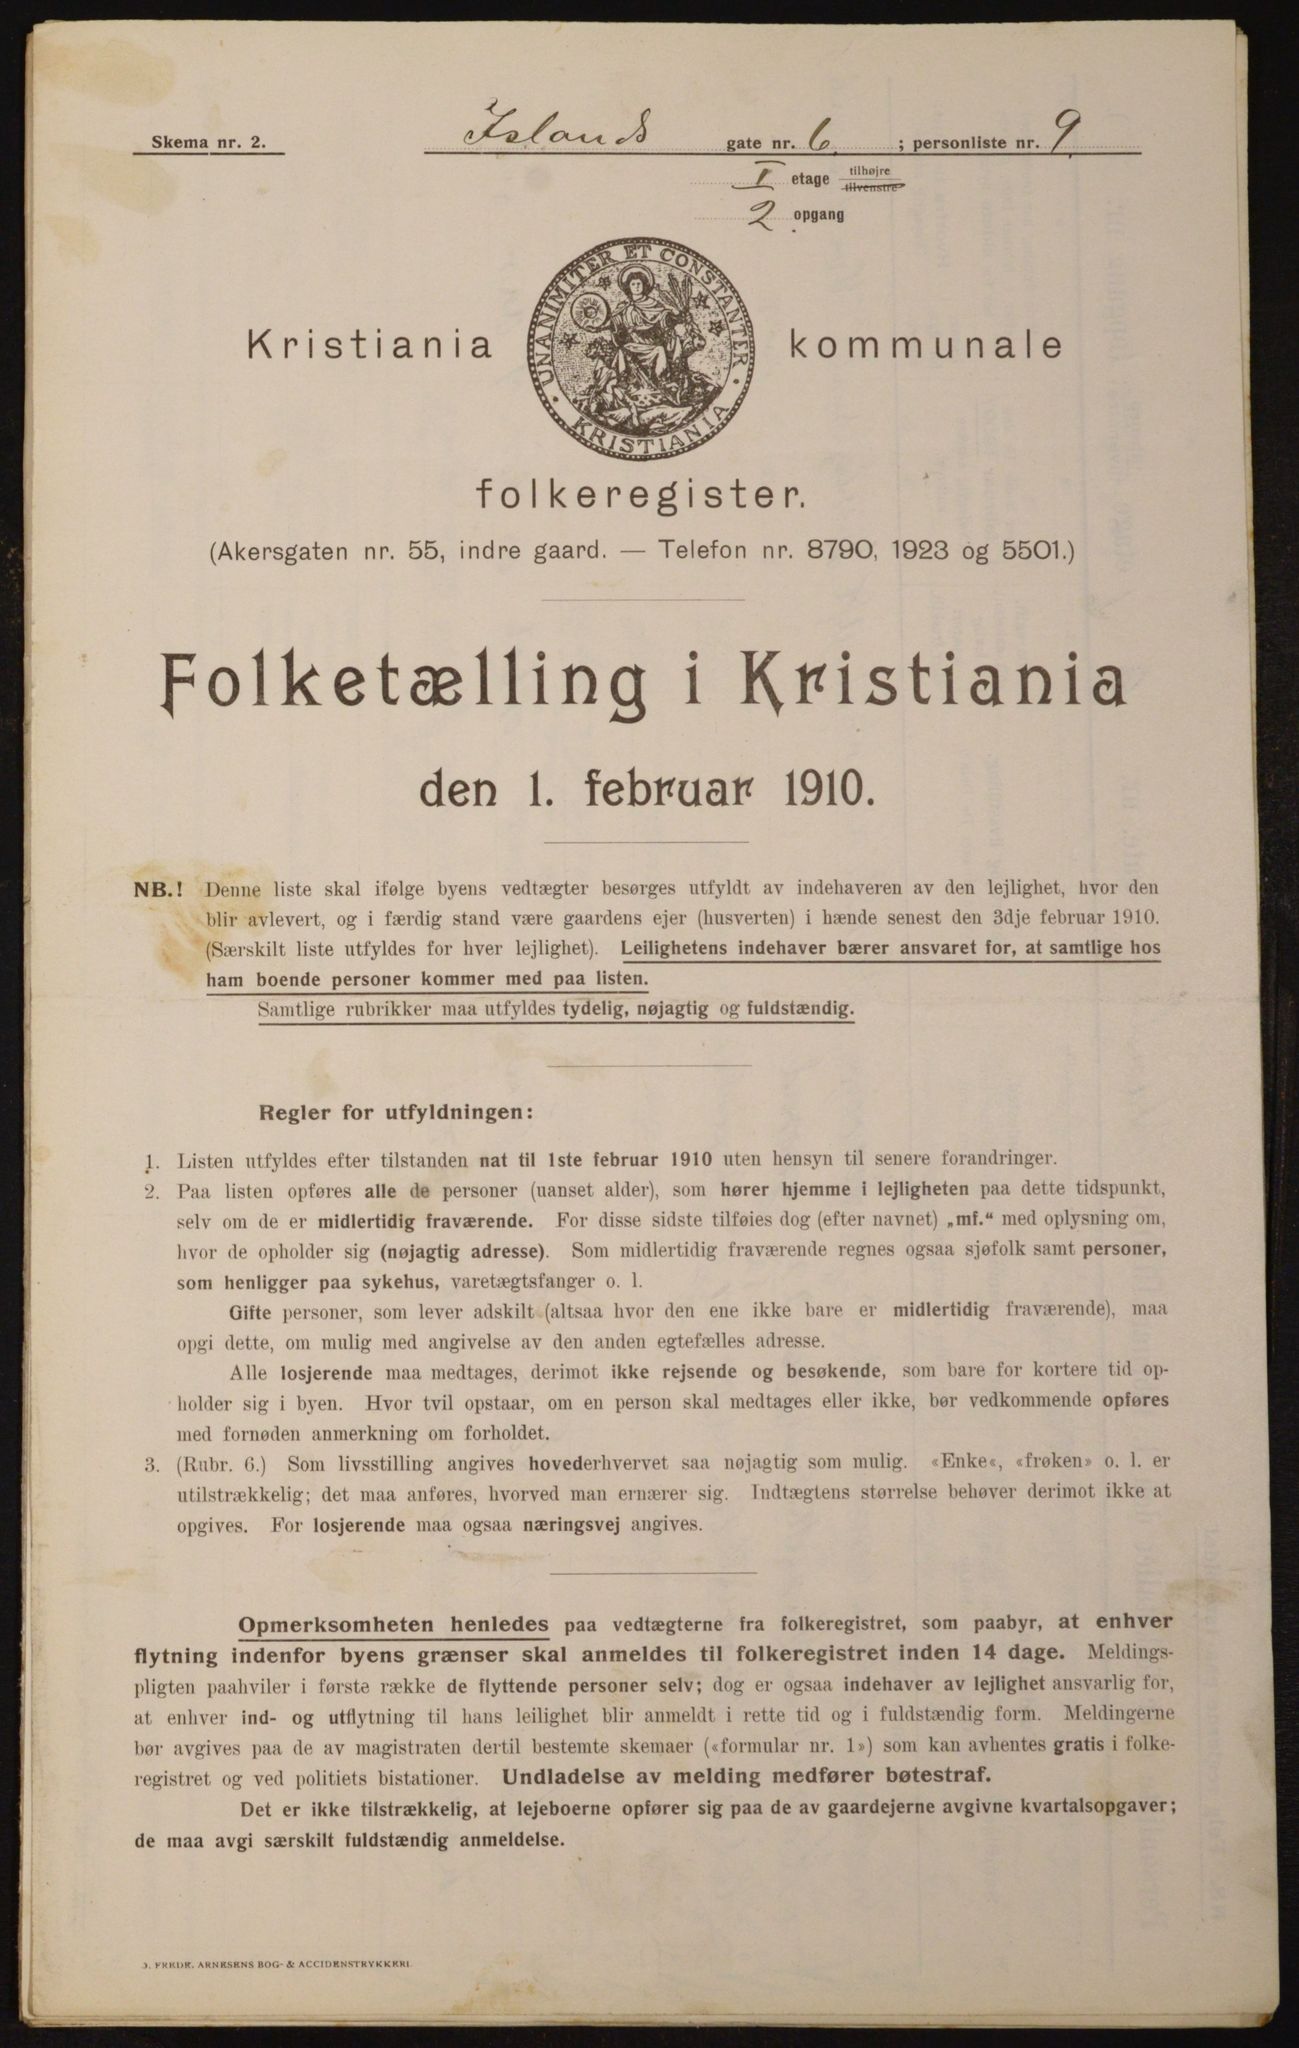 Skema nr. 2.
Islands gate nr. 6 ; personliste nr. 9
I etage tilhøjre
tilvenstre
2 opgang
UNANIMITER ET CONSTANTER
KRISTIANIA
Kristiania kommunale
folkeregister.
(Akersgaten nr. 55, indre gaard. — Telefon nr. 8790, 1923 og 5501.)
Folketælling i Kristiania
den 1. februar 1910.
NB.! Denne liste skal ifølge byens vedtægter besørges utfyldt av indehaveren av den lejlighet, hvor den
blir avlevert, og i færdig stand være gaardens ejer (husverten) i hænde senest den 3dje februar 1910.
(Særskilt liste utfyldes for hver lejlighet). Leilighetens indehaver bærer ansvaret for, at samtlige hos
ham boende personer kommer med paa listen.
Samtlige rubrikker maa utfyldes tydelig, nøjagtig og fuldstændig.
Regler for utfyldningen:
1. Listen utfyldes efter tilstanden nat til 1ste februar 1910 uten hensyn til senere forandringer.
2. Paa listen opføres alle de personer (uanset alder), som hører hjemme i lejligheten paa dette tidspunkt,
selv om de er midlertidig fraværende. For disse sidste tilføies dog (efter navnet) „mf.“ med oplysning om,
hvor de opholder sig (nøjagtig adresse). Som midlertidig fraværende regnes ogsaa sjøfolk samt personer,
som henligger paa sykehus, varetægtsfanger o. l.
Gifte personer, som lever adskilt (altsaa hvor den ene ikke bare er midlertidig fraværende), maa
opgi dette, om mulig med angivelse av den anden egtefælles adresse.
Alle losjerende maa medtages, derimot ikke rejsende og besøkende, som bare for kortere tid op-
holder sig i byen. Hvor tvil opstaar, om en person skal medtages eller ikke, bør vedkommende opføres
med fornøden anmerkning om forholdet.
3. (Rubr. 6.) Som livsstilling angives hovederhvervet saa nøjagtig som mulig. «Enke«, «frøken» o. l. er
utilstrækkelig; det maa anføres, hvorved man ernærer sig. Indtægtens størrelse behøver derimot ikke at
opgives. For losjerende maa ogsaa næringsvej angives.
Opmerksomheten henledes paa vedtægterne fra folkeregistret, som paabyr, at enhver
flytning indenfor byens grænser skal anmeldes til folkeregistret inden 14 dage. Meldings-
pligten paahviler i første række de flyttende personer selv; dog er ogsaa indehaver av lejlighet ansvarlig for,
at enhver ind- og utflytning til hans leilighet blir anmeldt i rette tid og i fuldstændig form. Meldingerne
bør avgives paa de av magistraten dertil bestemte skemaer («formular nr. 1») som kan avhentes gratis i folke-
registret og ved politiets bistationer. Undladelse av melding medfører bøtestraf.
Det er ikke tilstrækkelig, at lejeboerne opfører sig paa de av gaardejerne avgivne kvartalsopgaver;
de maa avgi særskilt fuldstændig anmeldelse.
J. FREDR. ARNESENS BOG- & ACCIDENSTRYKKERI.